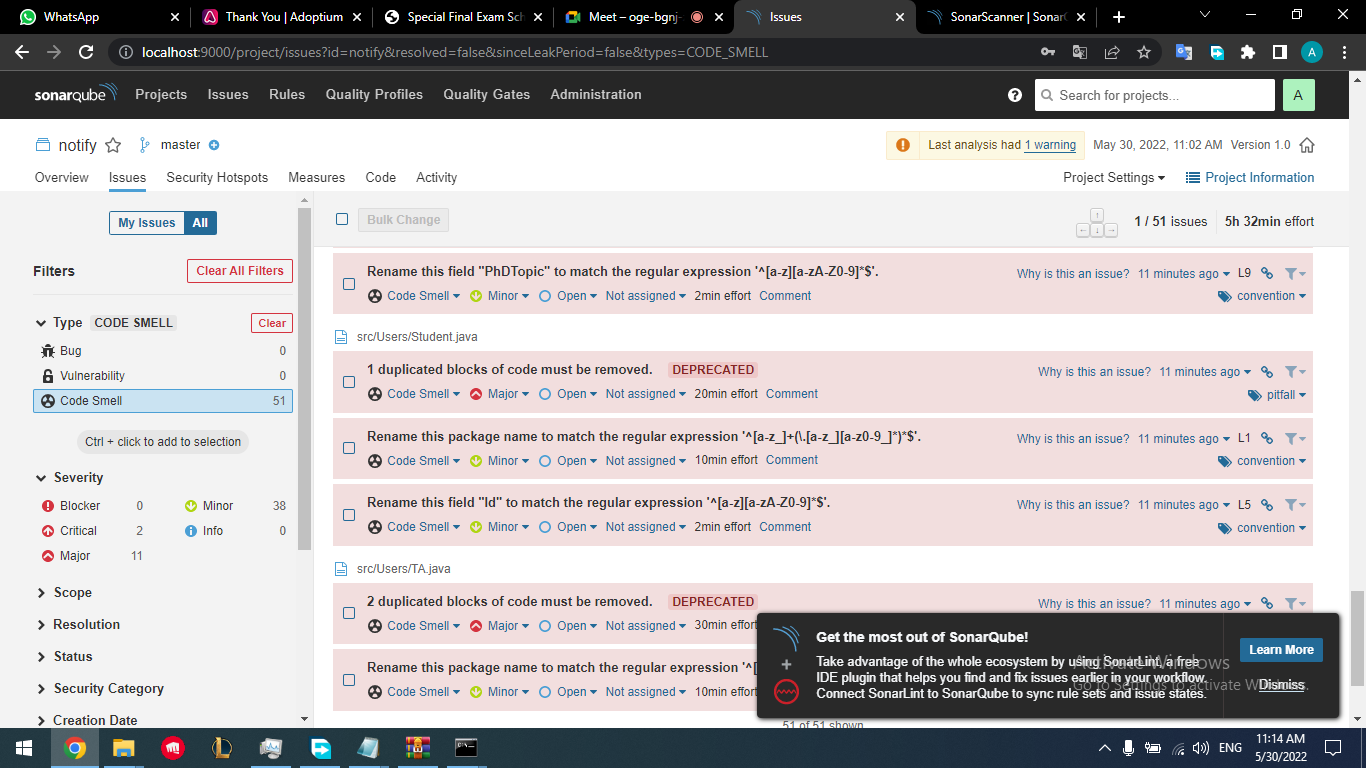 WhatsApp
Thank You | Adoptium
Special Final Exam Sch
Meet – oge-bgnj-
Issues
SonarScanner | Sonar
localhost:9000/project/issues?id=notify&resolved=false&sinceLeakPeriod=false&types=CODE_SMELL
A
sonarqube Projects Issues Rules Quality Profiles Quality Gates Administration
? Search for projects... A
notify master
Last analysis had 1 warning May 30, 2022, 11:02 AM Version 1.0
Overview Issues Security Hotspots Measures Code Activity
Project Settings Project Information
My Issues All
Filters Clear All Filters
Type CODE SMELL Clear
Bug 0
Vulnerability 0
Code Smell 51
Ctrl + click to add to selection
Severity
Blocker 0 Minor 38
Critical 2 Info 0
Major 11
Scope
Resolution
Status
Security Category
Creation Date
Bulk Change 1 / 51 issues 5h 32min effort
Rename this field "PhDTopic" to match the regular expression '^[a-z][a-zA-Z0-9]*$'. Why is this an issue? 11 minutes ago L9
Code Smell Minor Open Not assigned 2min effort Comment convention
src/Users/Student.java
1 duplicated blocks of code must be removed. DEPRECATED Why is this an issue? 11 minutes ago
Code Smell Major Open Not assigned 20min effort Comment pitfall
Rename this package name to match the regular expression '^[a-z_]+(\.[a-z_][a-z0-9_]*)*$'. Why is this an issue? 11 minutes ago L1
Code Smell Minor Open Not assigned 10min effort Comment convention
Rename this field "Id" to match the regular expression '^[a-z][a-zA-Z0-9]*$'. Why is this an issue? 11 minutes ago L5
Code Smell Minor Open Not assigned 2min effort Comment convention
src/Users/TA.java
2 duplicated blocks of code must be removed. DEPRECATED Why is this an issue? 11 minutes ago
Code Smell Major Open Not assigned 30min effort
Rename this package name to match the regular expression '^[
Code Smell Minor Open Not assigned 10min effort
51 of 51 shown
Get the most out of SonarQube!
Take advantage of the whole ecosystem by using SonarLint, a free
IDE plugin that helps you find and fix issues earlier in your workflow.
Connect SonarLint to SonarQube to sync rule sets and issue states.
Learn More
Dismiss
Activate Windows
Go to Settings to activate Windows.
ENG
11:14 AM
5/30/2022